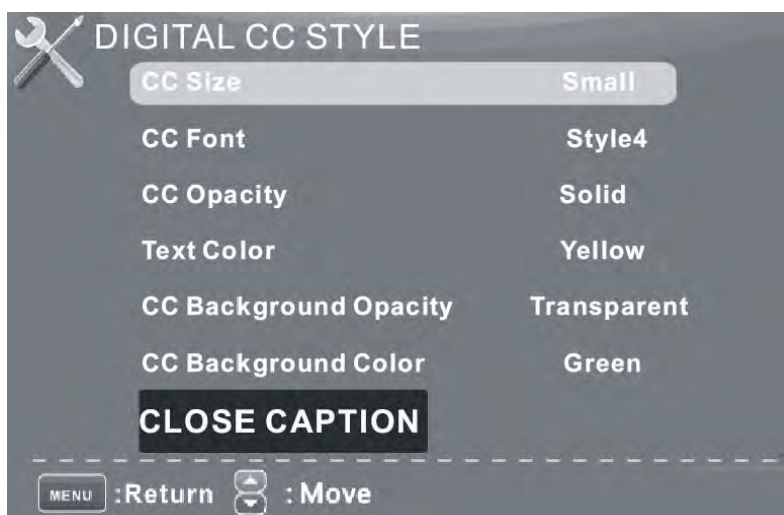 DIGITAL CC STYLE
CC Size Small
CC Font Style4
CC Opacity Solid
Text Color Yellow
CC Background Opacity Transparent
CC Background Color Green
CLOSE CAPTION
MENU :Return : Move